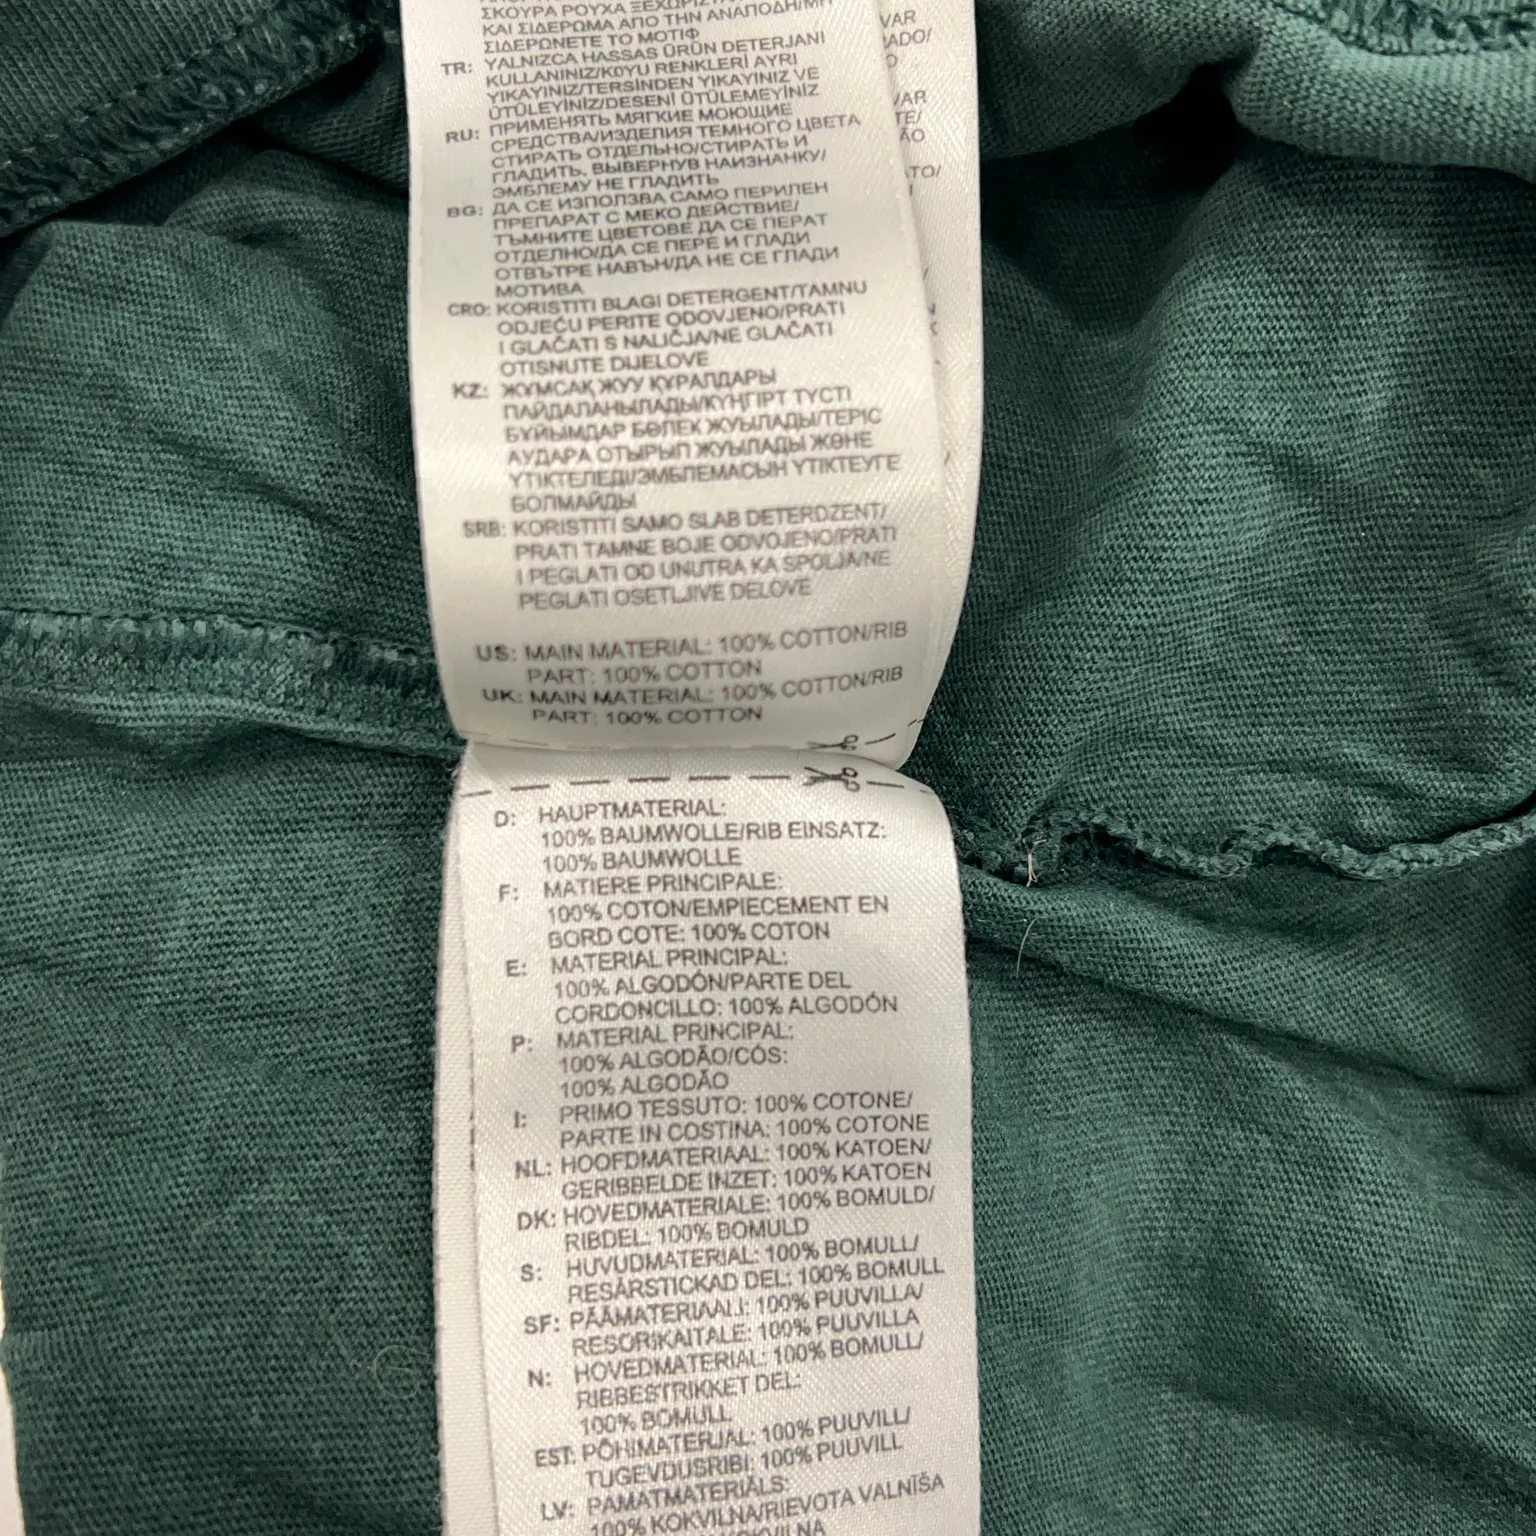 ΣΚΟΥΡΑ ΡΟΥΧΑ
ΚΑΙ ΣΙΔΕΡΩΜΑ ΑΠΟ ΤΗΝ ΑΝΑΠΟΔΗ/ΜΗ
ΣΙΔΕΡΩΝΕΤΕ ΤΟ ΜΟΤΙΦ
TR: YALNIZCA HASSAS ÜRÜN DETERJANI
KULLANINIZ/KOYU RENKLERİ AYRI
YIKAYINIZ/TERSİNDEN YIKAYINIZ VE
ÜTÜLEYİNİZ/DESENİ ÜTÜLEMEYİNİZ
RU: ПРИМЕНЯТЬ МЯГКИЕ МОЮЩИЕ
СРЕДСТВА/ИЗДЕЛИЯ ТЕМНОГО ЦВЕТА
СТИРАТЬ ОТДЕЛЬНО/СТИРАТЬ И
ГЛАДИТЬ, ВЫВЕРНУВ НАИЗНАНКУ/
ЭМБЛЕМУ НЕ ГЛАДИТЬ
BG: ДА СЕ ИЗПОЛЗВА САМО ПЕРИЛЕН
ПРЕПАРАТ С МЕКО ДЕЙСТВИЕ/
ТЪМНИТЕ ЦВЕТОВЕ ДА СЕ ПЕРАТ
ОТДЕЛНО/ДА СЕ ПЕРЕ И ГЛАДИ
ОТВЪТРЕ НАВЪН/ДА НЕ СЕ ГЛАДИ
МОТИВА
CRO: KORISTITI BLAGI DETERGENT/TAMNU
ODJEĆU PERITE ODOVJENO/PRATI
I GLAČATI S NALIČJA/NE GLAČATI
OTISNUTE DIJELOVE
KZ: ЖҰМСАҚ ЖУУ ҚҰРАЛДАРЫ
ПАЙДАЛАНЫЛАДЫ/КҮҢГІРТ ТҮСТІ
БҰЙЫМДАР БӨЛЕК ЖУЫЛАДЫ/ТЕРІС
АУДАРА ОТЫРЫП ЖУЫЛАДЫ ЖӘНЕ
ҮТІКТЕЛЕДІ/ЭМБЛЕМАСЫН ҮТІКТЕУГЕ
БОЛМАЙДЫ
SRB: KORISTITI SAMO SLAB DETERDZENT/
PRATI TAMNE BOJE ODVOJENO/PRATI
I PEGLATI OD UNUTRA KA SPOLJA/NE
PEGLATI OSETLJIVE DELOVE
US: MAIN MATERIAL: 100% COTTON/RIB
PART: 100% COTTON
UK: MAIN MATERIAL: 100% COTTON/RIB
PART: 100% COTTON
D: HAUPTMATERIAL:
100% BAUMWOLLE/RIB EINSATZ:
100% BAUMWOLLE
F: MATIERE PRINCIPALE:
100% COTON/EMPIECEMENT EN
BORD COTE: 100% COTON
E: MATERIAL PRINCIPAL:
100% ALGODÓN/PARTE DEL
CORDONCILLO: 100% ALGODÓN
P: MATERIAL PRINCIPAL:
100% ALGODÃO/CÓS:
100% ALGODÃO
I: PRIMO TESSUTO: 100% COTONE/
PARTE IN COSTINA: 100% COTONE
NL: HOOFDMATERIAAL: 100% KATOEN/
GERIBBELDE INZET: 100% KATOEN
DK: HOVEDMATERIALE: 100% BOMULD/
RIBDEL: 100% BOMULD
S: HUVUDMATERIAL: 100% BOMULL/
RESÅRSTICKAD DEL: 100% BOMULL
SF: PÄÄMATERIAALI: 100% PUUVILLA/
RESORIKAITALE: 100% PUUVILLA
N: HOVEDMATERIAL: 100% BOMULL/
RIBBESTRIKKET DEL:
100% BOMULL
EST: PÕHIMATERJAL: 100% PUUVILL/
TUGEVDUSRIBI: 100% PUUVILL
LV: PAMATMATERIĀLS:
100% KOKVILNA/RIEVOTA VALNĪŠA
KOKVILNA